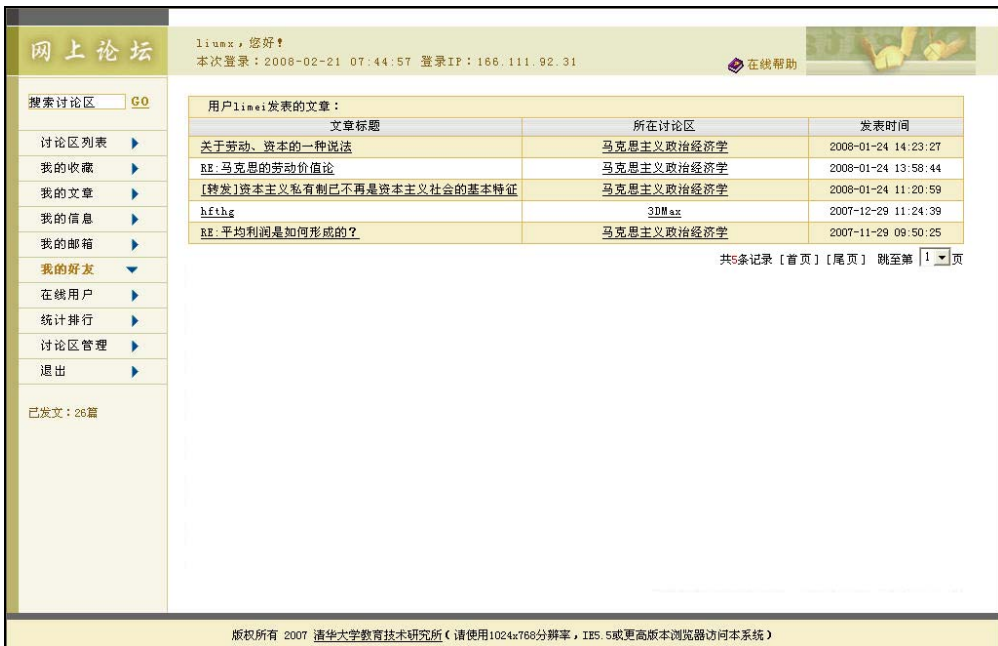 网上论坛
liumx，您好！
本次登录：2008-02-21 07:44:57 登录IP：166.111.92.31
在线帮助
搜索讨论区 GO
讨论区列表
我的收藏
我的文章
我的信息
我的邮箱
我的好友
在线用户
统计排行
讨论区管理
退出
已发文：26篇
用户limei发表的文章：
文章标题 所在讨论区 发表时间
关于劳动、资本的一种说法 马克思主义政治经济学 2008-01-24 14:23:27
RE:马克思的劳动价值论 马克思主义政治经济学 2008-01-24 13:58:44
[转发]资本主义私有制已不再是资本主义社会的基本特征 马克思主义政治经济学 2008-01-24 11:20:59
hfthg 3DMax 2007-12-29 11:24:39
RE:平均利润是如何形成的？ 马克思主义政治经济学 2007-11-29 09:50:25
共5条记录 [首页] [尾页] 跳至第 1 页
版权所有 2007 清华大学教育技术研究所(请使用1024x768分辨率，IE5.5或更高版本浏览器访问本系统)